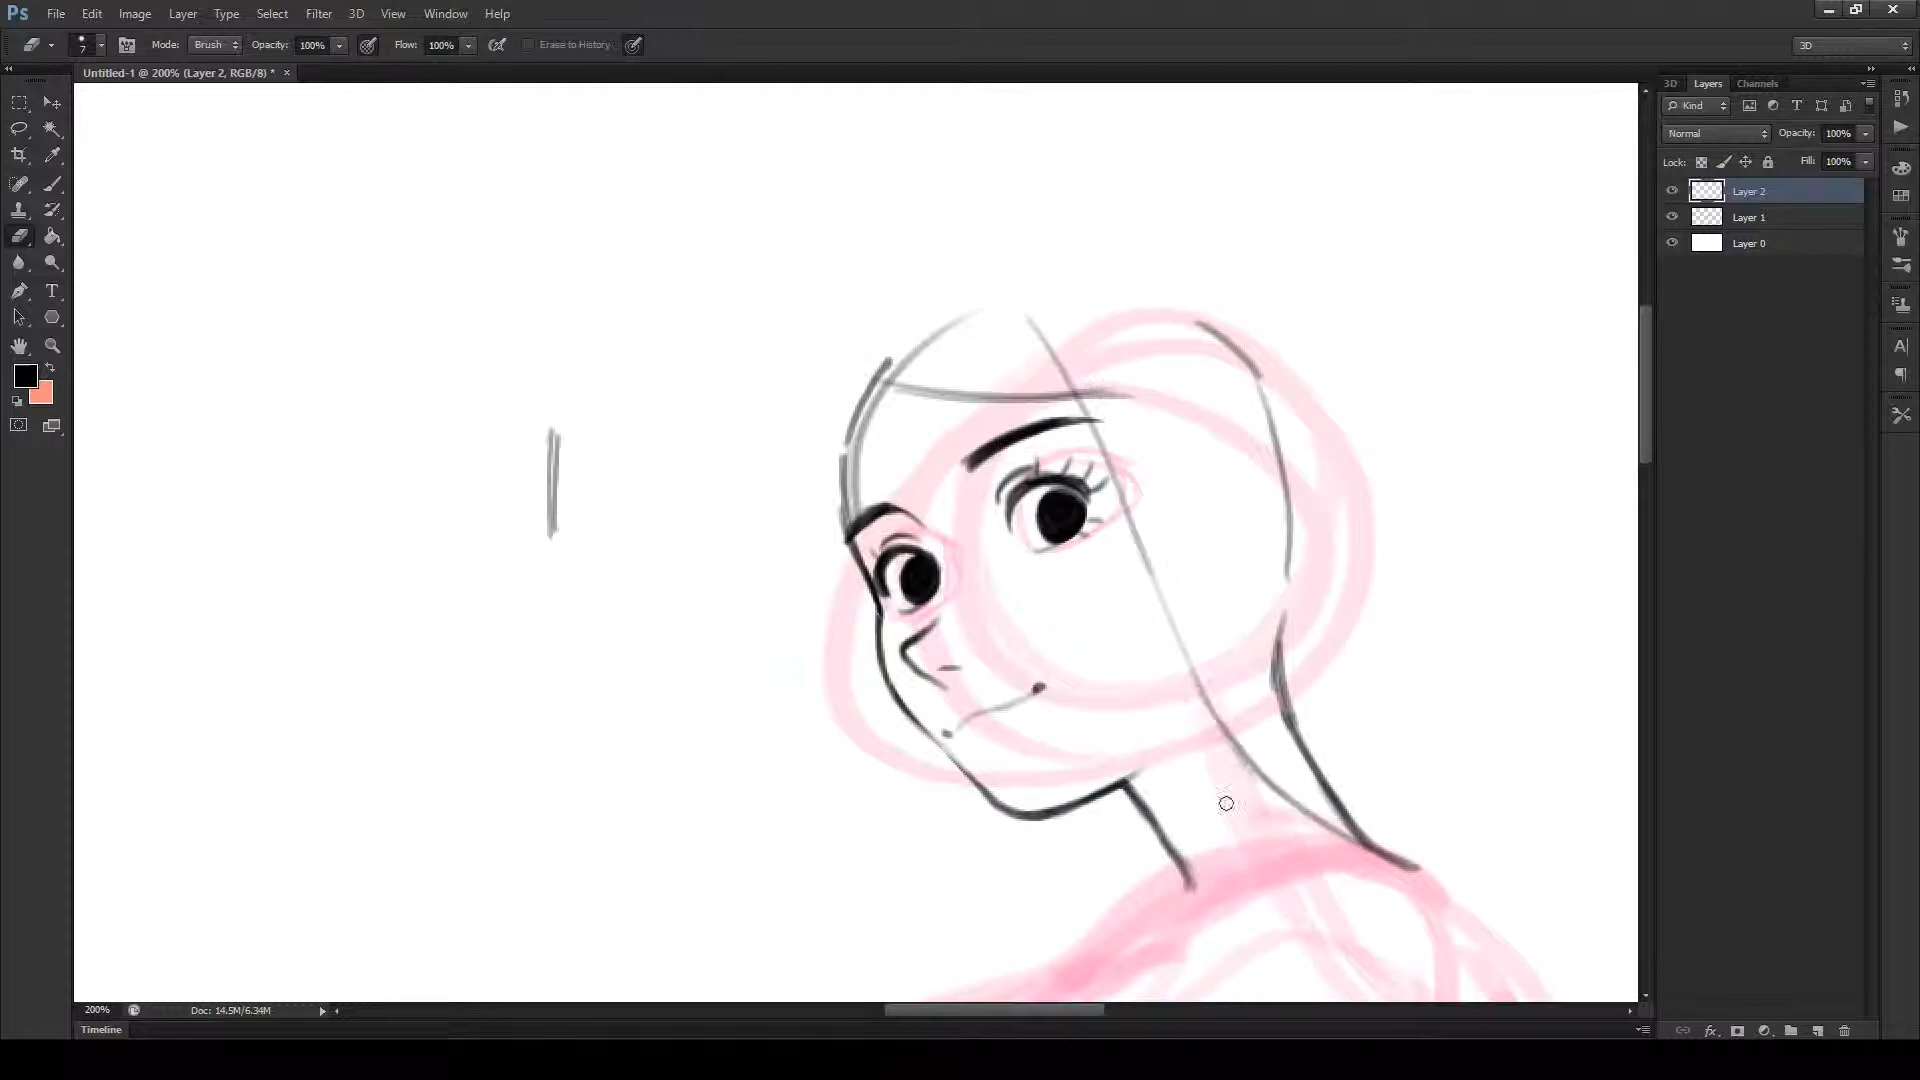 Ps File Edit Image Layer Type Select Filter 3D View Window Help
7 Mode: Brush Opacity: 100% Flow: 100% Erase to History 3D
Untitled-1 @ 200% (Layer 2, RGB/8) * ×
3D Layers Channels
Kind
Normal Opacity: 100%
Lock: Fill: 100%
Layer 2
Layer 1
Layer 0
200% Doc: 14.5M/6.34M
Timeline